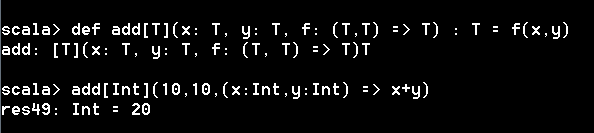 scala> def add[T](x: T, y: T, f: (T,T) => T) : T = f(x,y)
add: [T](x: T, y: T, f: (T, T) => T)T
scala> add[Int](10,10,(x:Int,y:Int) => x+y)
res49: Int = 20